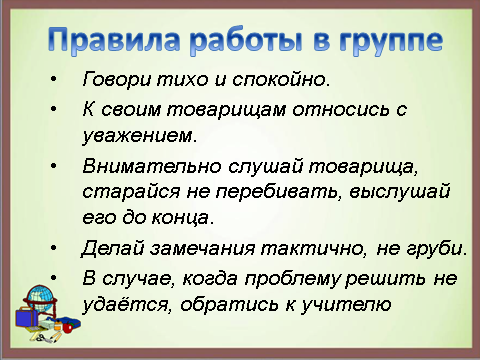 Правила работы в группе
• Говори тихо и спокойно.
• К своим товарищам относись с
уважением.
• Внимательно слушай товарища,
старайся не перебивать, выслушай
его до конца.
• Делай замечания тактично, не груби.
• В случае, когда проблему решить не
удаётся, обратись к учителю